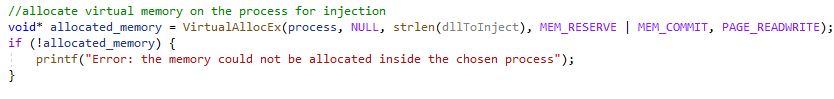 //allocate virtual memory on the process for injection
void* allocated_memory = VirtualAllocEx(process, NULL, strlen(dllToInject), MEM_RESERVE | MEM_COMMIT, PAGE_READWRITE);
if (!allocated_memory) {
    printf("Error: the memory could not be allocated inside the chosen process");
}